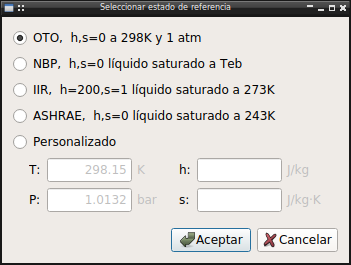 Seleccionar estado de referencia
OTO,  h,s=0 a 298K y 1 atm
NBP,  h,s=0 líquido saturado a Teb
IIR,  h=200,s=1 líquido saturado a 273K
ASHRAE,  h,s=0 líquido saturado a 243K
Personalizado
T: 298.15 K h: J/kg
P: 1.0132 bar s: J/kg·K
Aceptar Cancelar